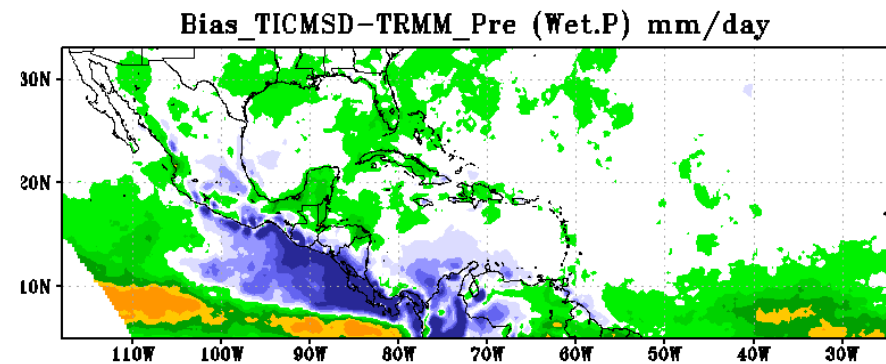 Bias_TICMSD-TRMM_Pre (Wet.P) mm/day
30N
20N
10N
110W 100W 90W 80W 70W 60W 50W 40W 30W